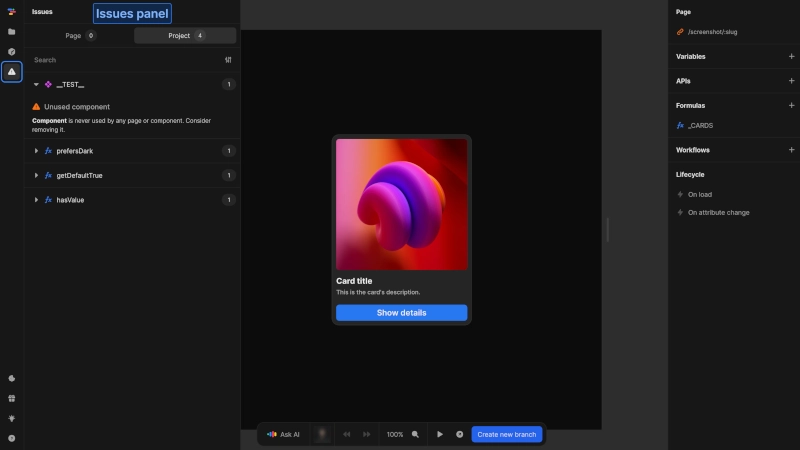 Issues
Issues panel
Page 0
Project 4
Search
__TEST__ 1
Unused component
Component is never used by any page or component. Consider
removing it.
prefersDark 1
getDefaultTrue 1
hasValue 1
Card title
This is the card's description.
Show details
Ask AI
100%
Create new branch
Page
/screenshot/:slug
Variables
APIs
Formulas
_CARDS
Workflows
Lifecycle
On load
On attribute change